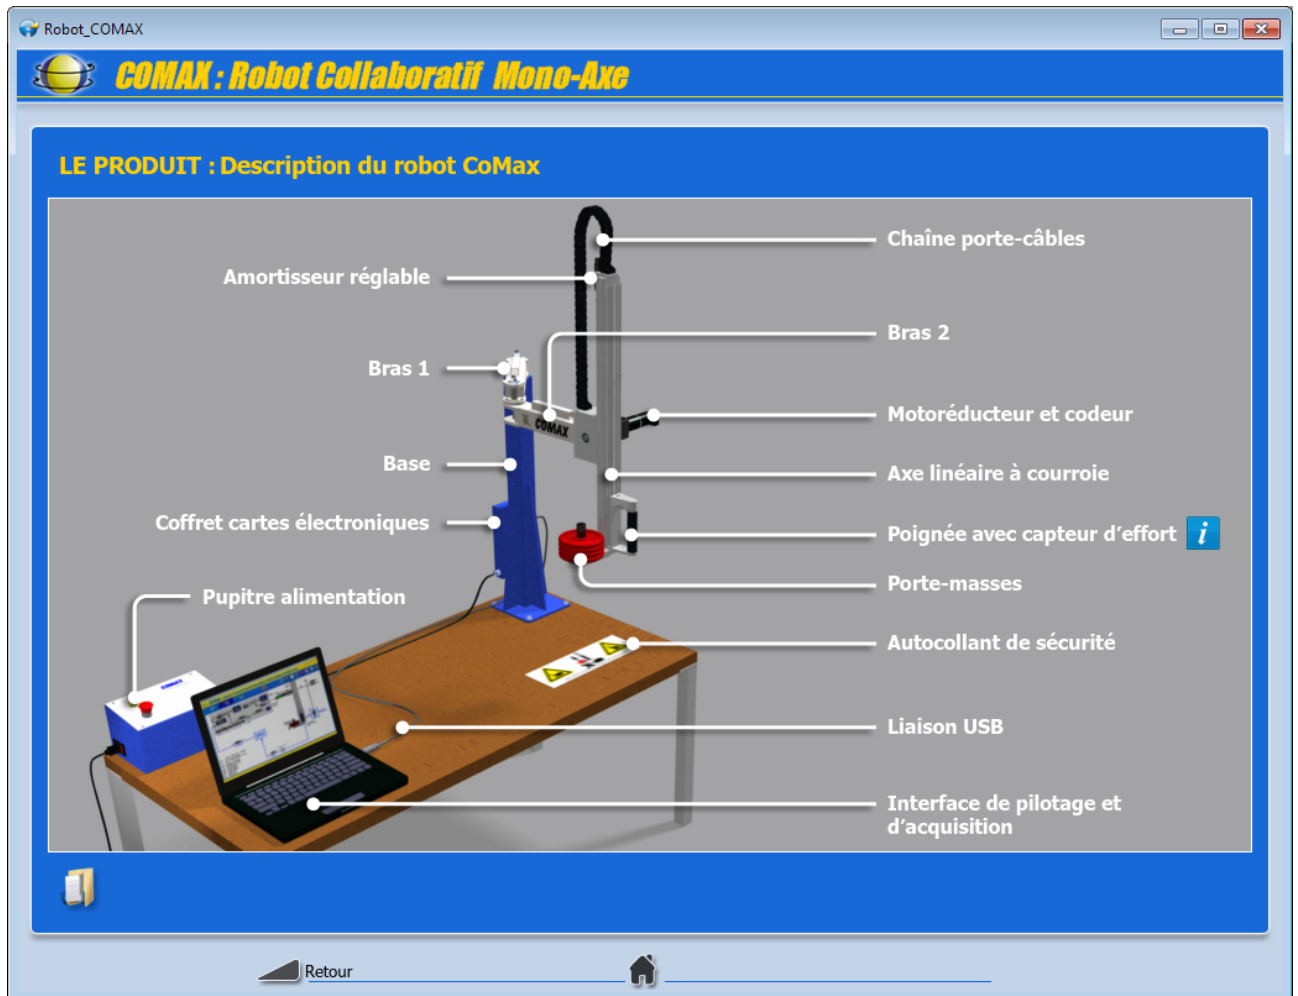 Robot_COMAX
COMAX : Robot Collaboratif Mono-Axe
LE PRODUIT : Description du robot CoMax
Chaîne porte-câbles
Amortisseur réglable
Bras 2
Bras 1
Motoréducteur et codeur
COMAX
Base
Axe linéaire à courroie
Coffret cartes électroniques
Poignée avec capteur d'effort i
Porte-masses
Pupitre alimentation
Autocollant de sécurité
COMAX
Liaison USB
Interface de pilotage et
d'acquisition
Retour